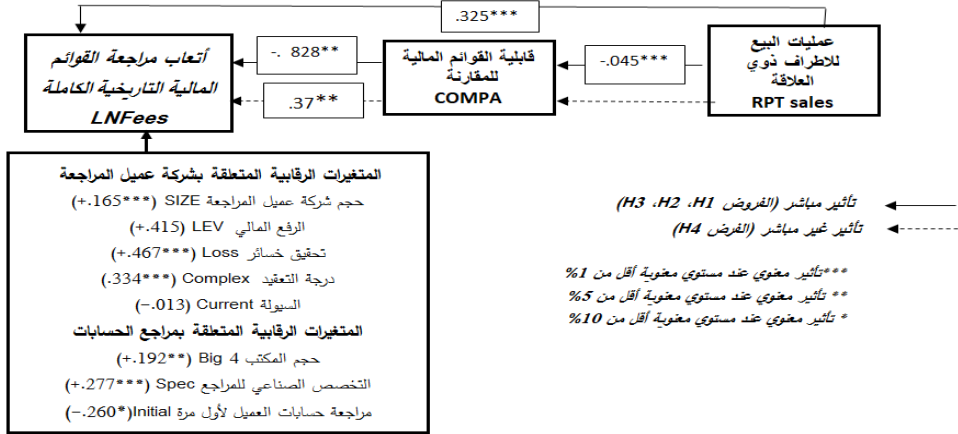 .325***
أتعاب مراجعة القوائم
المالية التاريخية الكاملة
LNFees
-. 828**
.37**
قابلية القوائم المالية
للمقارنة
COMPA
-.045***
عمليات البيع
للاطراف ذوي
العلاقة
RPT sales
المتغيرات الرقابية المتعلقة بشركة عميل المراجعة
حجم شركة عميل المراجعة SIZE (+.165***)
الرفع المالي LEV (+.415)
تحقيق خسائر Loss (+.467***)
درجة التعقيد Complex (.334***)
السيولة Current (−.013)
المتغيرات الرقابية المتعلقة بمراجع الحسابات
حجم المكتب Big 4 (+.192**)
التخصص الصناعي للمراجع Spec (+.277***)
مراجعة حسابات العميل لأول مرة Initial(−.260*)
تأثير مباشر (الفروض H1، H2، H3)
تأثير غير مباشر (الفرض H4)
***تأثير معنوي عند مستوي معنوية أقل من 1%
** تأثير معنوي عند مستوي معنوية أقل من 5%
* تأثير معنوي عند مستوي معنوية أقل من 10%